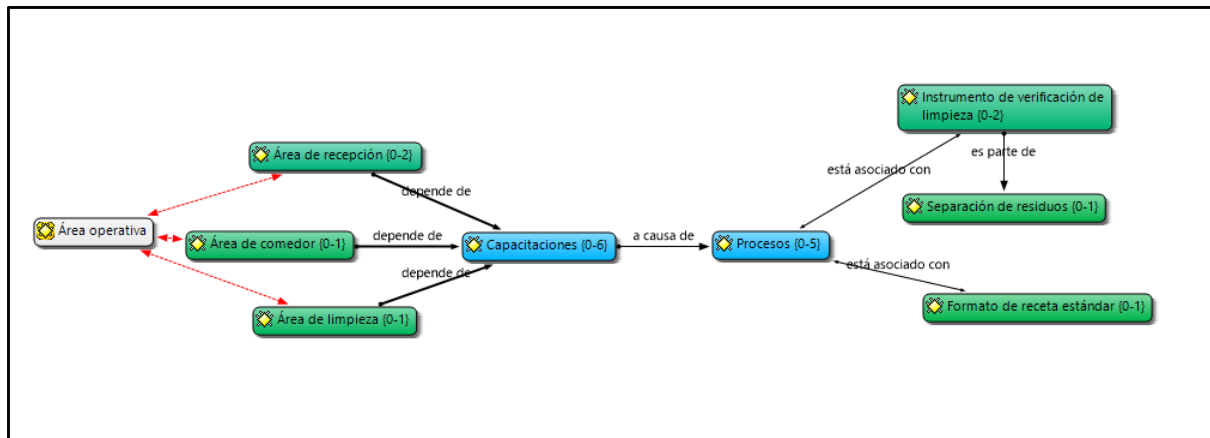 Instrumento de verificación de
limpieza {0-2}
es parte de
está asociado con
Área de recepción {0-2}
depende de
Separación de residuos {0-1}
Área operativa
Área de comedor {0-1}
depende de
Capacitaciones {0-6}
a causa de
Procesos {0-5}
depende de
está asociado con
Área de limpieza {0-1}
Formato de receta estándar {0-1}